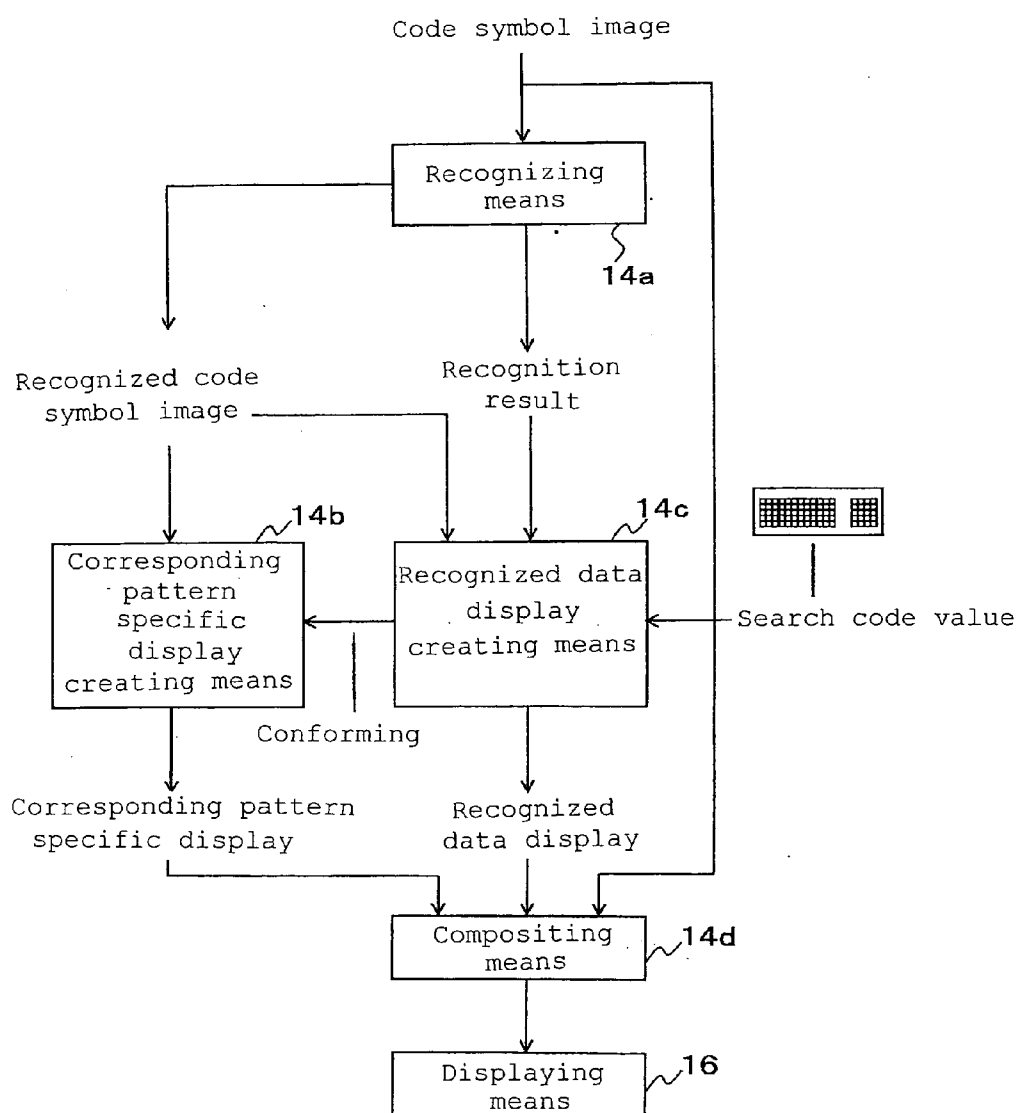 Code symbol image
Recognizing
means
14a
Recognized code
symbol image
Recognition
result
14b
14c
Corresponding
pattern
specific
display
creating means
Recognized data
display
creating means
Search code value
Conforming
Corresponding pattern
specific display
Recognized
data display
Compositing
means
14d
Displaying
means
16